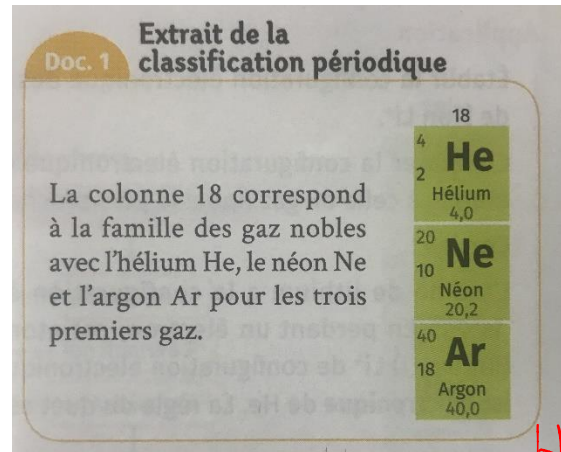 Extrait de la
Doc. 1 classification périodique
18
4
2
He
Hélium
4,0
La colonne 18 correspond
à la famille des gaz nobles
avec l'hélium He, le néon Ne
et l'argon Ar pour les trois
premiers gaz.
20
10
Ne
Néon
20,2
40
18
Ar
Argon
40,0